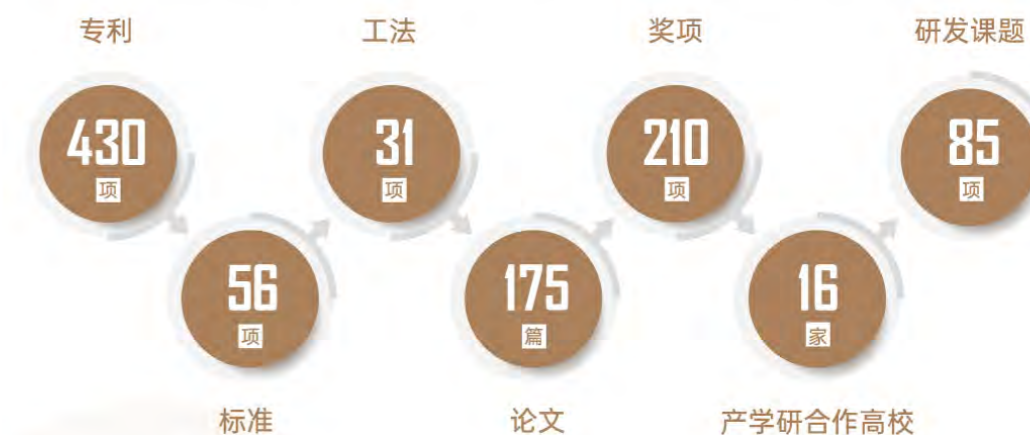 专利
工法
奖项
研发课题
430
项
31
项
210
项
85
项
56
项
175
篇
16
家
标准
论文
产学研合作高校